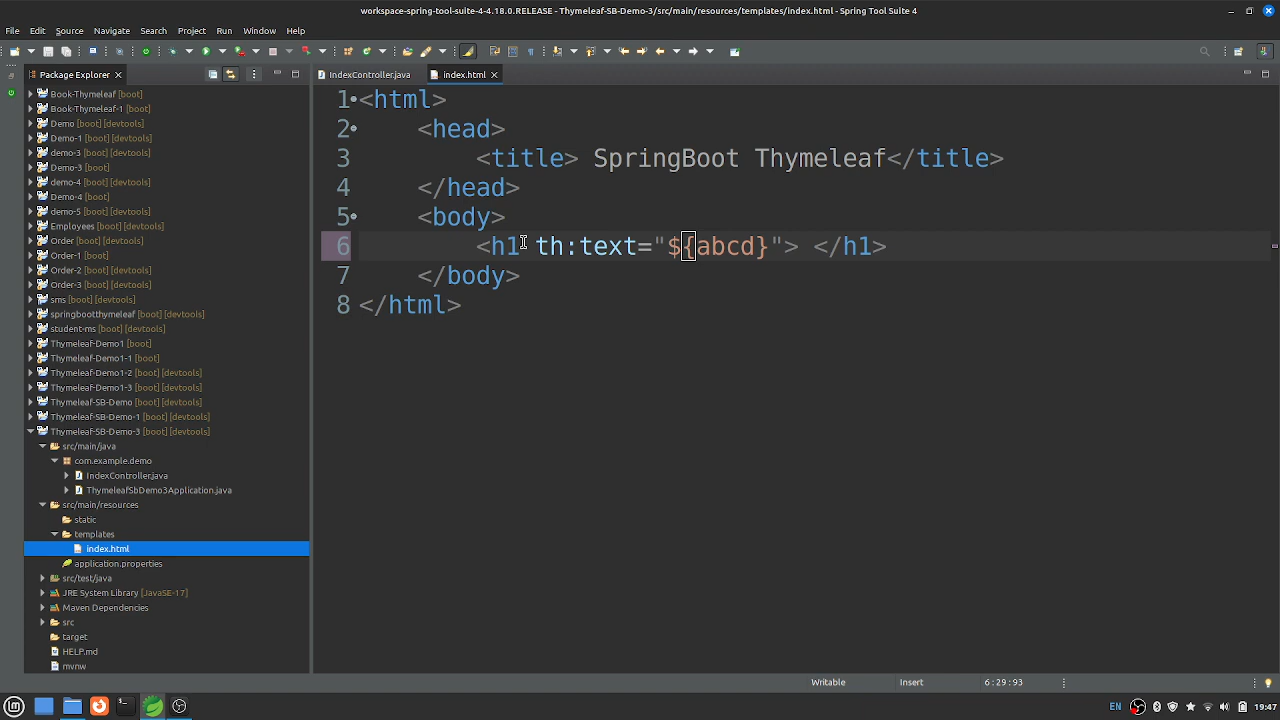 workspace-spring-tool-suite-4-4.18.0.RELEASE - Thymeleaf-SB-Demo-3/src/main/resources/templates/index.html - Spring Tool Suite 4
File Edit Source Navigate Search Project Run Window Help
Package Explorer
IndexController.java
index.html
Book-Thymeleaf [boot]
Book-Thymeleaf-1 [boot]
Demo [boot] [devtools]
Demo-1 [boot] [devtools]
demo-3 [boot] [devtools]
Demo-3 [boot]
demo-4 [boot] [devtools]
Demo-4 [boot]
demo-5 [boot] [devtools]
Employees [boot] [devtools]
Order [boot] [devtools]
Order-1 [boot] [devtools]
Order-2 [boot] [devtools]
Order-3 [boot] [devtools]
sms [boot] [devtools]
springbootthymeleaf [boot] [devtools]
student-ms [boot] [devtools]
Thymeleaf-Demo1 [boot]
Thymeleaf-Demo1-1 [boot]
Thymeleaf-Demo1-2 [boot] [devtools]
Thymeleaf-Demo1-3 [boot] [devtools]
Thymeleaf-SB-Demo [boot] [devtools]
Thymeleaf-SB-Demo-1 [boot] [devtools]
Thymeleaf-SB-Demo-3 [boot] [devtools]
src/main/java
com.example.demo
IndexController.java
ThymeleafSbDemo3Application.java
src/main/resources
static
templates
index.html
application.properties
src/test/java
JRE System Library [JavaSE-17]
Maven Dependencies
src
target
HELP.md
mvnw
1 <html>
2 <head>
3 <title> SpringBoot Thymeleaf</title>
4 </head>
5 <body>
6 <h1 th:text="${abcd}"> </h1>
7 </body>
8 </html>
Writable Insert 6:29:93
EN 19:47